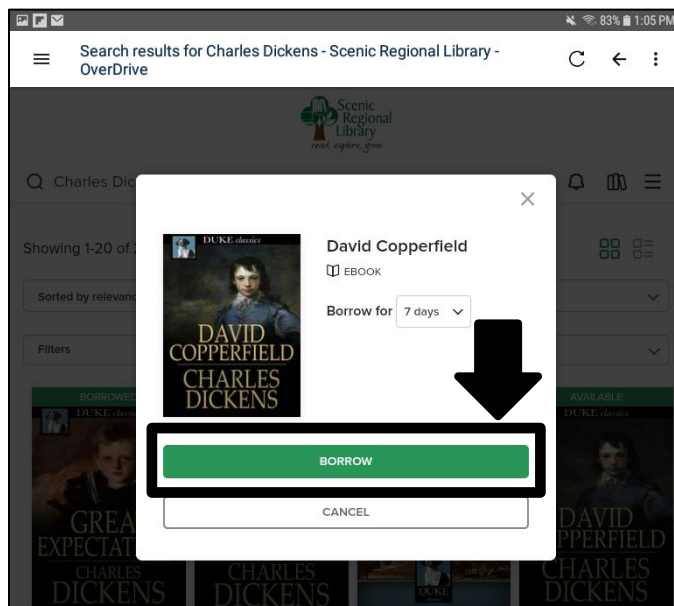 83% 1:05 PM
Search results for Charles Dickens - Scenic Regional Library -
OverDrive
Scenic
Regional
Library
read, explore, grow
Charles Dic
Showing 1-20 of
Sorted by relevanc
Filters
David Copperfield
EBOOK
Borrow for 7 days
DUKE classics
DAVID
COPPERFIELD
CHARLES
DICKENS
BORROW
CANCEL
BORROWED
DUKE classics
GREA
EXPECTAT
CHARLES
DICKENS
CHARLES
DICKENS
DUKE
AVAILABLE
DUKE classics
DAVID
PPERFIELD
CHARLES
DICKENS